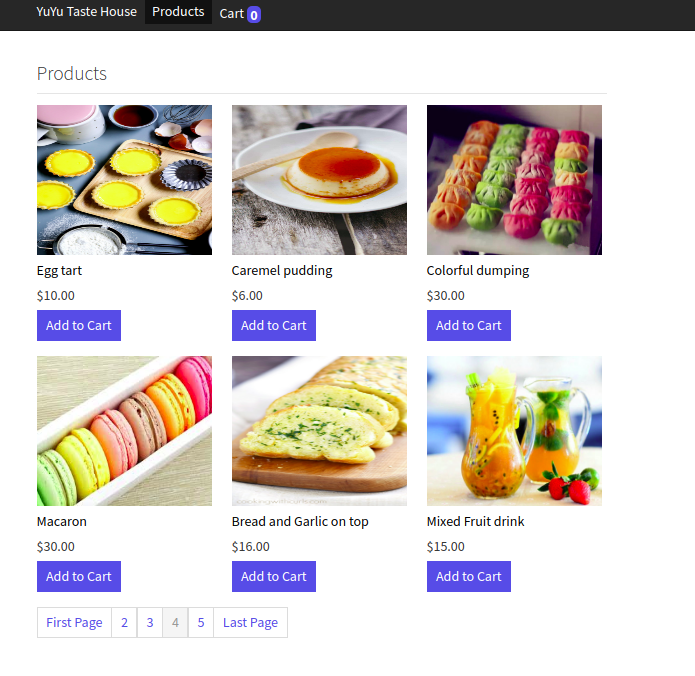 YuYu Taste House Products Cart 0
Products
Egg tart Caremel pudding Colorful dumping
$10.00 $6.00 $30.00
Add to Cart Add to Cart Add to Cart
Macaron Bread and Garlic on top Mixed Fruit drink
$30.00 $16.00 $15.00
Add to Cart Add to Cart Add to Cart
First Page 2 3 4 5 Last Page